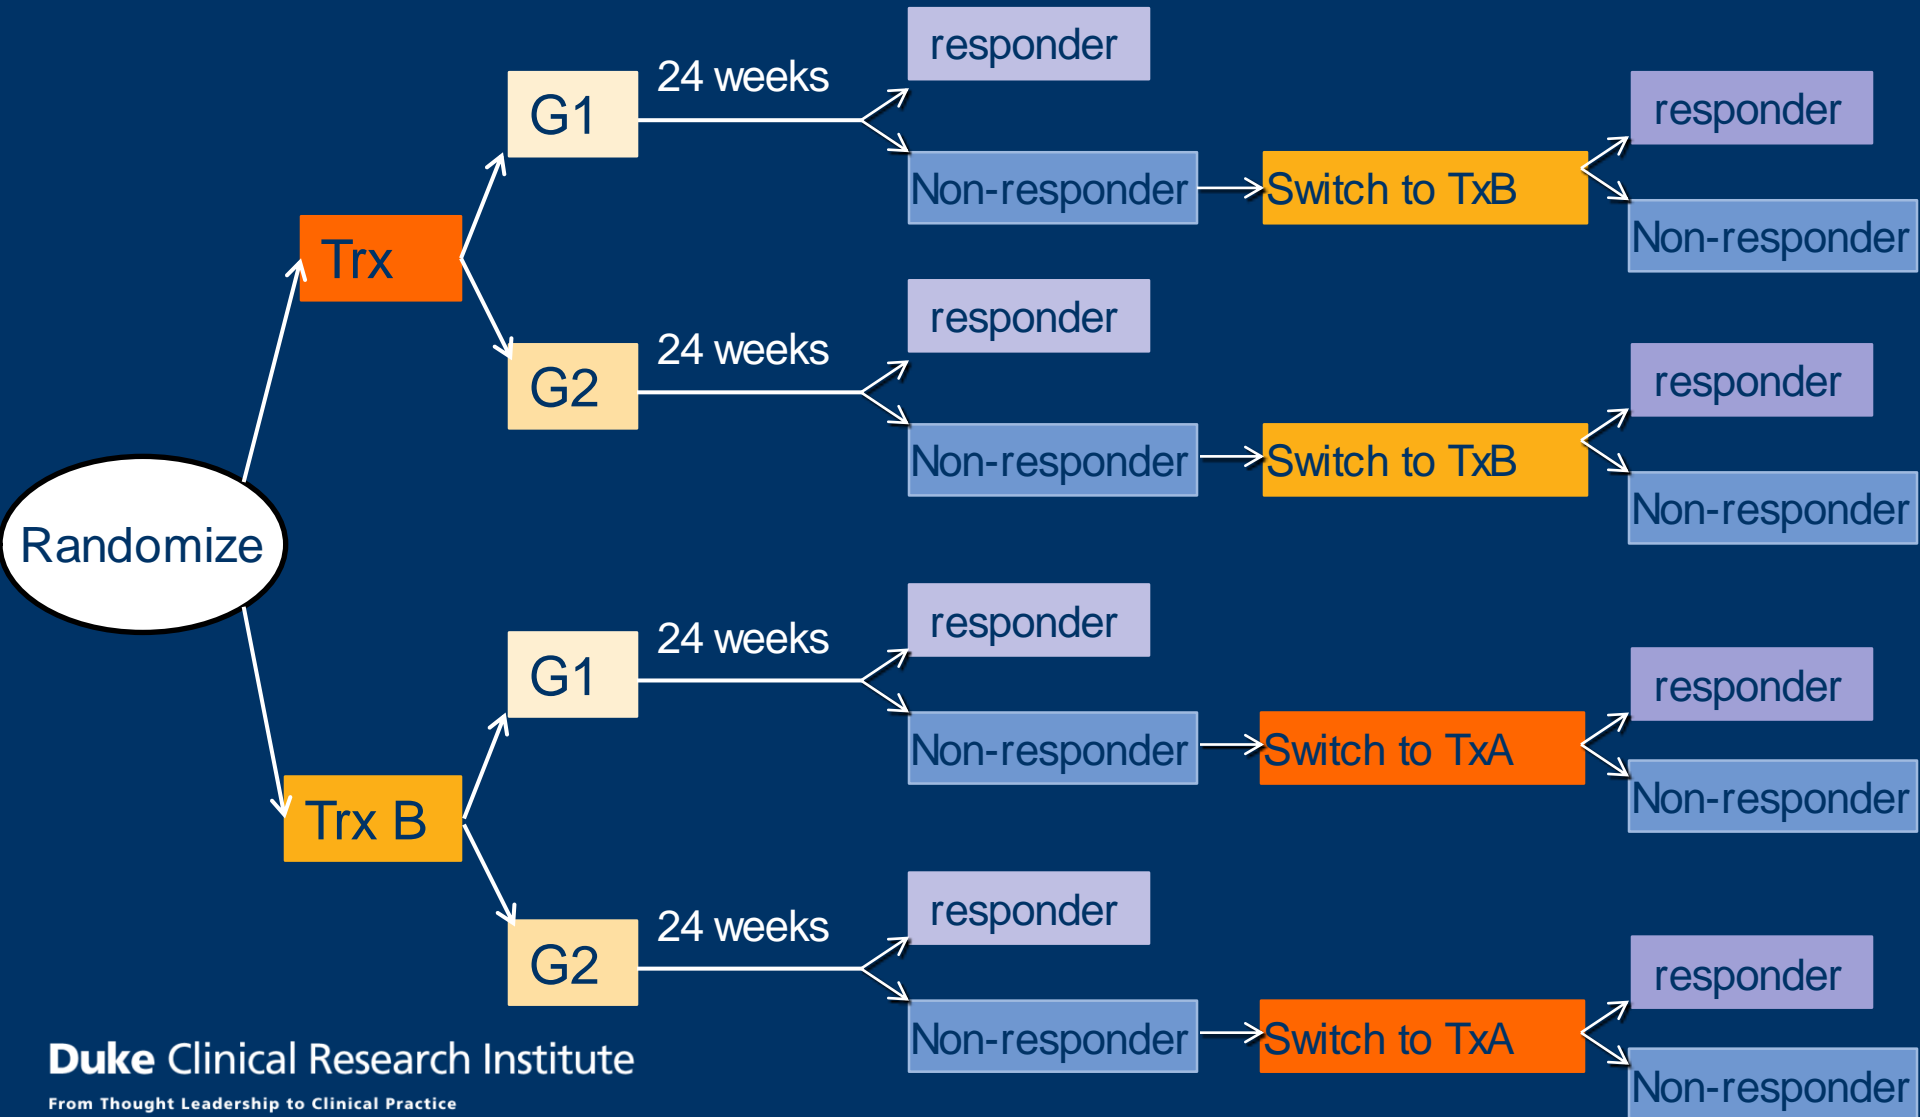 responder
24 weeks
G1
responder
Non-responder
Switch to TxB
Non-responder
Trx
responder
24 weeks
G2
responder
Non-responder
Switch to TxB
Non-responder
Randomize
responder
24 weeks
G1
responder
Non-responder
Switch to TxA
Non-responder
Trx B
responder
24 weeks
G2
responder
Non-responder
Switch to TxA
Non-responder
Duke Clinical Research Institute
From Thought Leadership to Clinical Practice